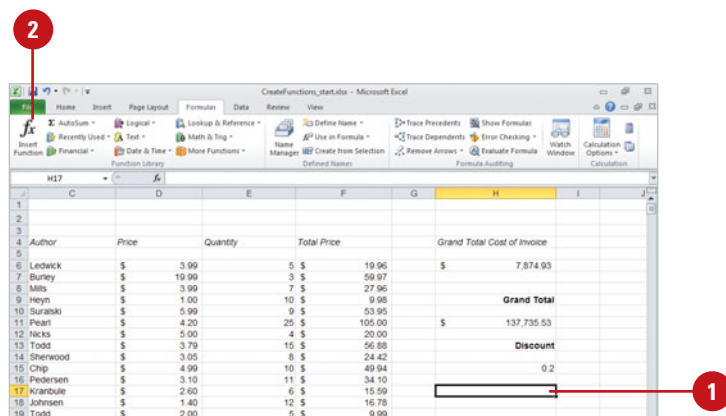 2
CreateFunctions_start.xlsx - Microsoft Excel
File Home Insert Page Layout Formulas Data Review View
fx Insert Function
Σ AutoSum Logical Lookup & Reference
Recently Used Text Math & Trig
Financial Date & Time More Functions
Function Library
Name Manager
Define Name
Use in Formula
Create from Selection
Defined Names
Trace Precedents Show Formulas
Trace Dependents Error Checking
Remove Arrows Evaluate Formula
Formula Auditing
Watch Window
Calculation Options
Calculation
H17 fx
C D E F G H I J
1
2
3
4 Author Price Quantity Total Price Grand Total Cost of Invoice
5
6 Ledwick $ 3.99 5 $ 19.96 $ 7,874.93
7 Burley 19.99 3 $ 59.97
8 Mills $ 3.99 7 $ 27.96
9 Heyn $ 1.00 10 $ 9.98 Grand Total
10 Suralski $ 5.99 9 $ 53.95
11 Pearl $ 4.20 25 $ 105.00 $ 137,735.53
12 Nicks $ 5.00 4 $ 20.00
13 Todd $ 3.79 15 $ 56.88 Discount
14 Sherwood $ 3.05 8 $ 24.42
15 Chip $ 4.99 10 $ 49.94 0.2
16 Pedersen $ 3.10 11 $ 34.10
17 Kranbule $ 2.60 6 $ 15.59
1
18 Johnsen $ 1.40 12 $ 16.78
19 Todd $ 2.00 5 $ 9.99